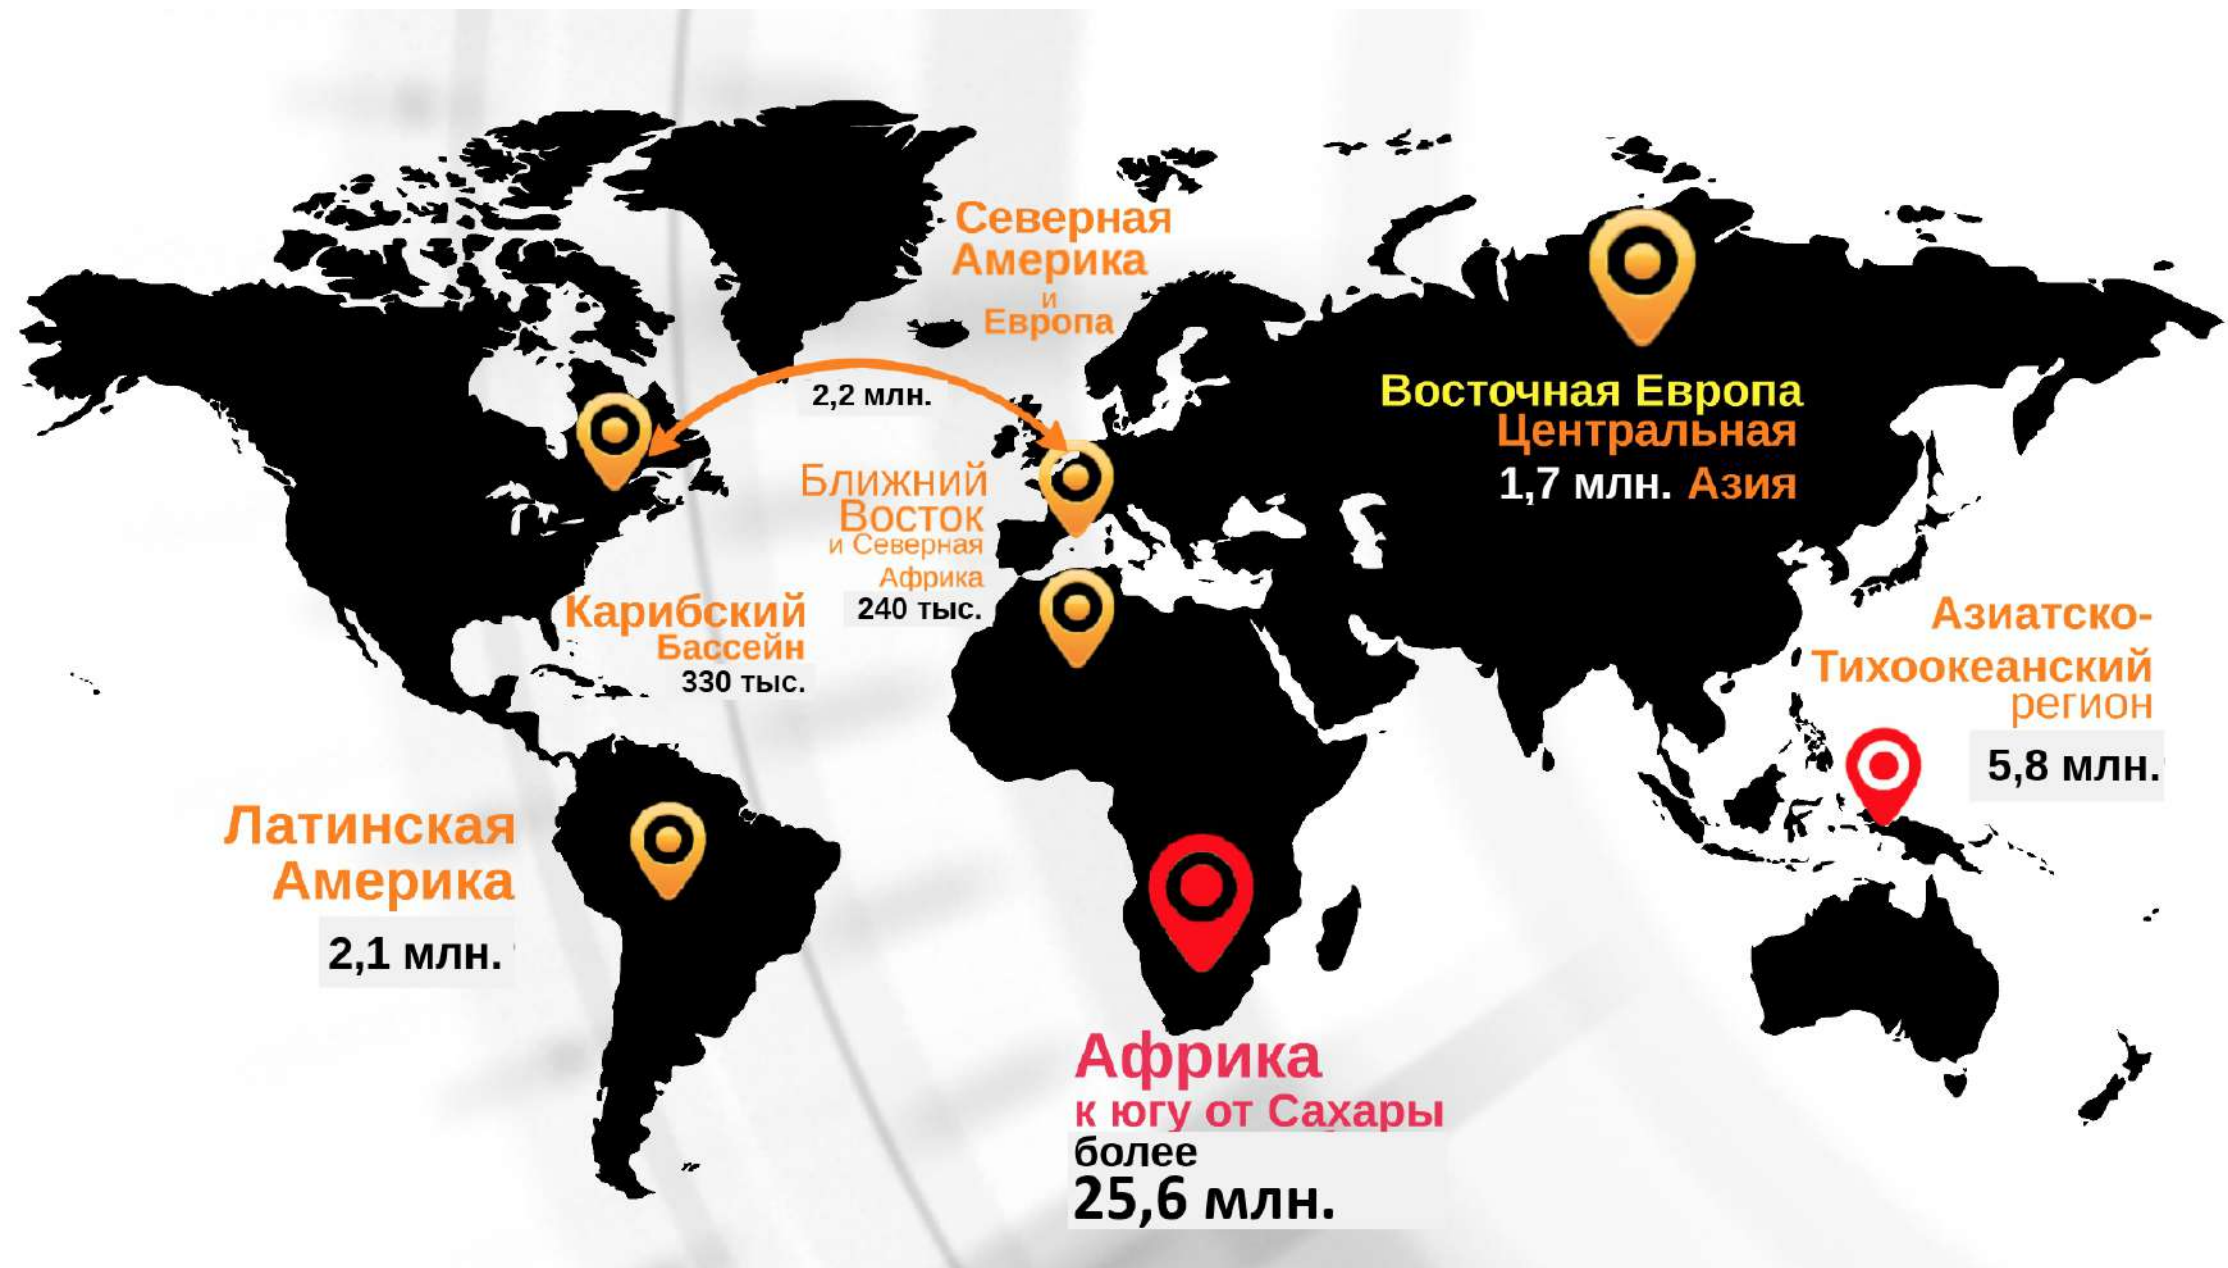 Северная
Америка
и
Европа
2,2 млн.
Восточная Европа
Центральная
1,7 млн. Азия
Ближний
Восток
и Северная
Африка
240 тыс.
Карибский
Бассейн
330 тыс.
Азиатско-
Тихоокеанский
регион
5,8 млн.
Латинская
Америка
2,1 млн.
Африка
к югу от Сахары
более
25,6 млн.